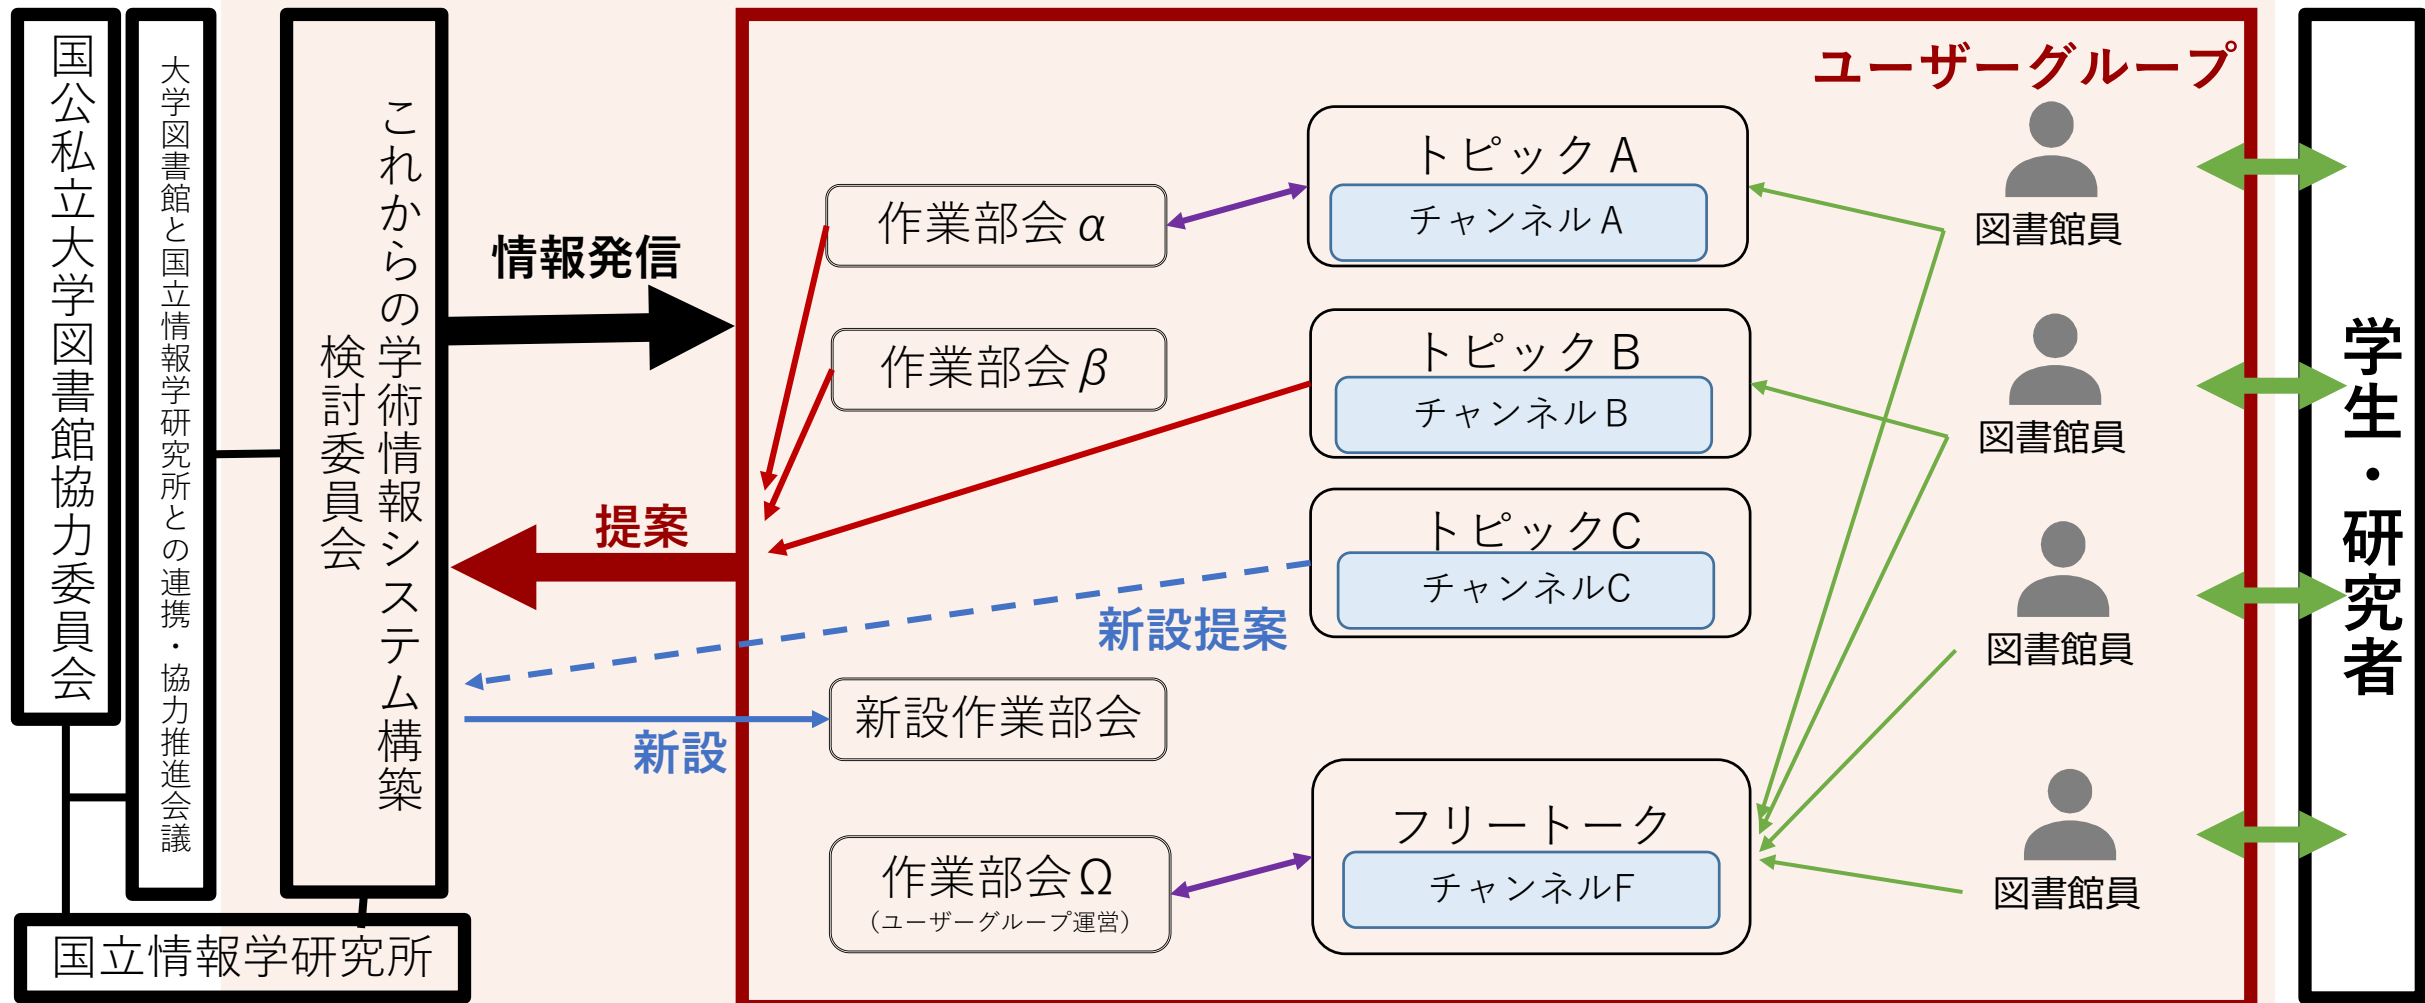 国公私立大学図書館協力委員会
大学図書館と国立情報学研究所との連携・協力推進会議
これからの学術情報システム構築
検討委員会
国立情報学研究所
情報発信
提案
新設提案
新設
ユーザーグループ
作業部会α
作業部会β
新設作業部会
作業部会Ω
（ユーザーグループ運営）
トピックA
チャンネルA
トピックB
チャンネルB
トピックC
チャンネルC
フリートーク
チャンネルF
図書館員
図書館員
図書館員
図書館員
学生・研究者